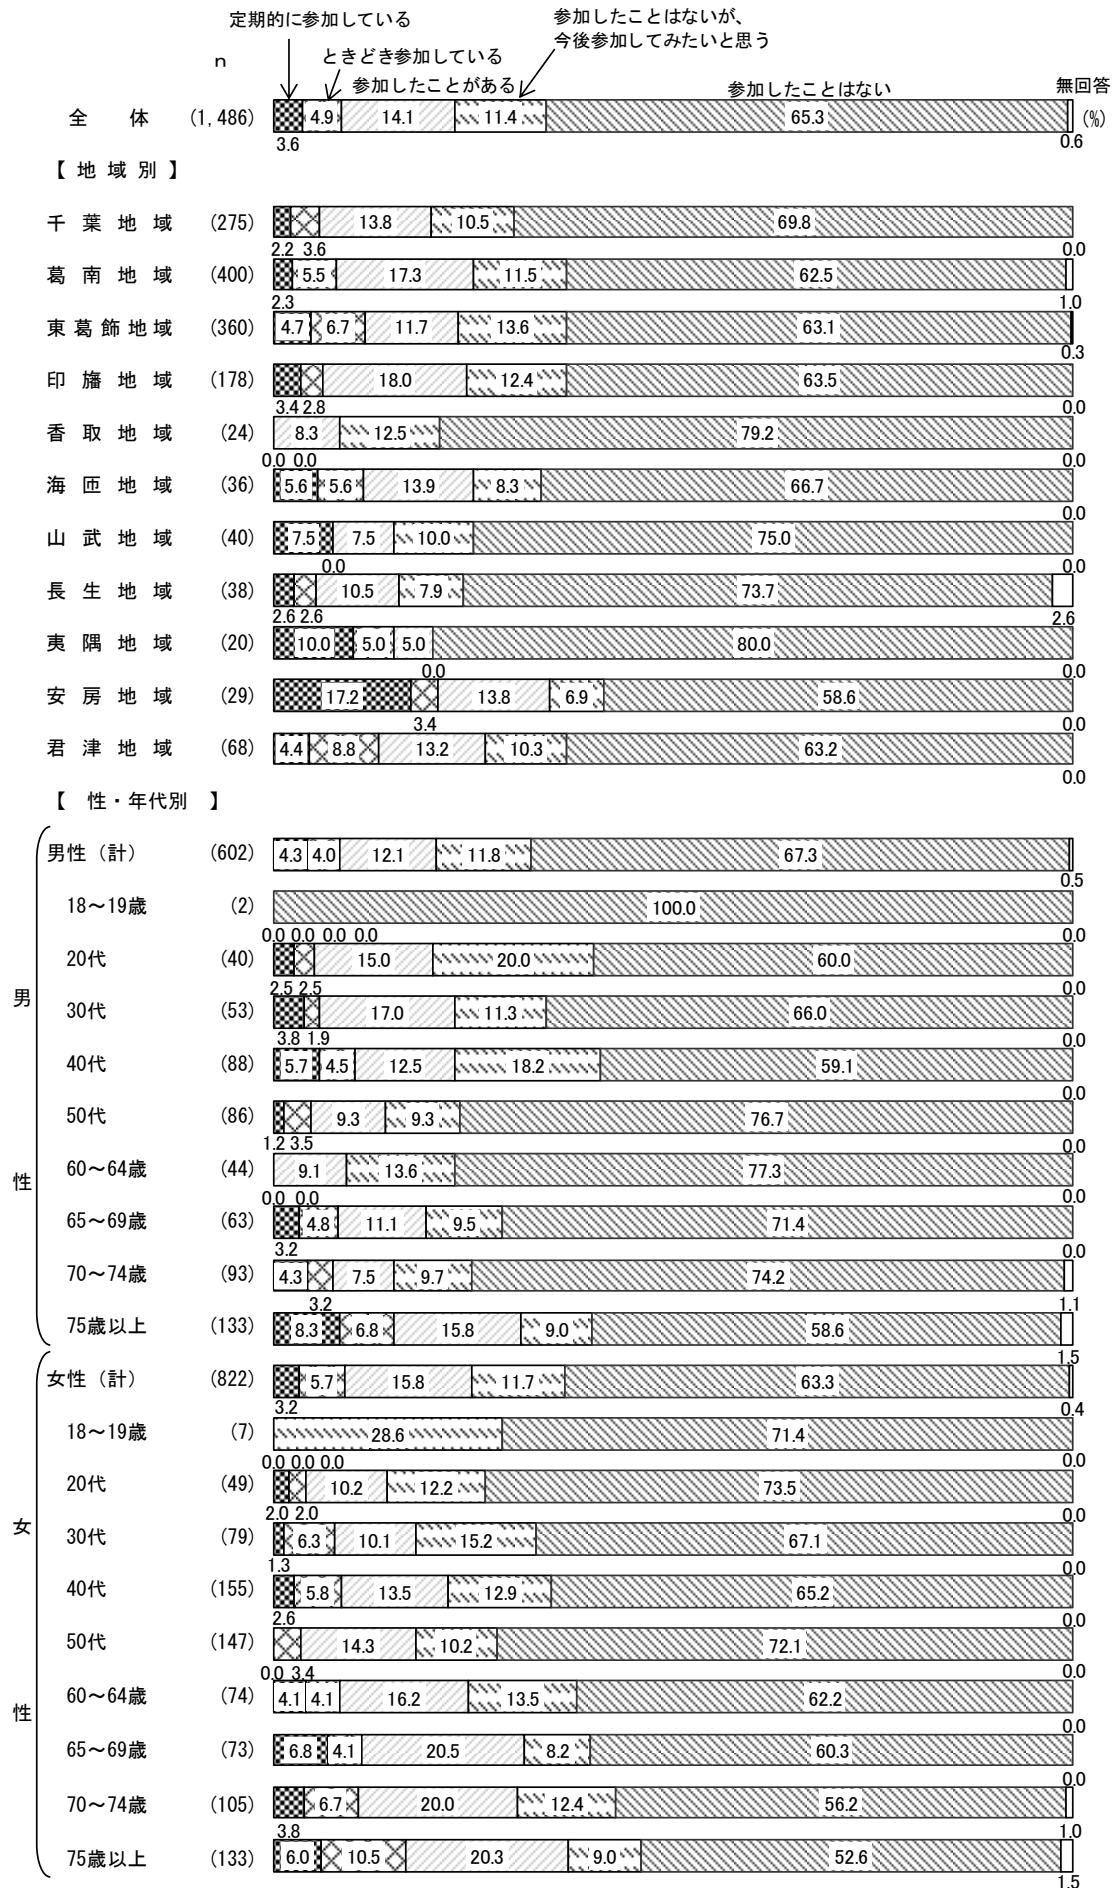 定期的に参加している
参加したことはないが、
今後参加してみたいと思う
ｎ
ときどき参加している
参加したことがある
参加したことはない
無回答
全体 (1,486) 4.9 14.1 11.4 65.3 (%)
3.6 0.6
【 地 域 別 】
千葉地域 (275) 13.8 10.5 69.8
2.2 3.6 0.0
葛南地域 (400) 5.5 17.3 11.5 62.5
2.3 1.0
東葛飾地域 (360) 4.7 6.7 11.7 13.6 63.1
0.3
印旛地域 (178) 18.0 12.4 63.5
3.4 2.8 0.0
香取地域 (24) 8.3 12.5 79.2
0.0 0.0 0.0
海匝地域 (36) 5.6 5.6 13.9 8.3 66.7
0.0
山武地域 (40) 7.5 7.5 10.0 75.0
0.0 0.0
長生地域 (38) 10.5 7.9 73.7
2.6 2.6 2.6
夷隅地域 (20) 10.0 5.0 5.0 80.0
0.0 0.0
安房地域 (29) 17.2 13.8 6.9 58.6
3.4 0.0
君津地域 (68) 4.4 8.8 13.2 10.3 63.2
0.0
【 性・年代別 】
男性（計） (602) 4.3 4.0 12.1 11.8 67.3
0.5
18～19歳 (2) 100.0
0.0 0.0 0.0 0.0 0.0
20代 (40) 15.0 20.0 60.0
2.5 2.5 0.0
男
30代 (53) 17.0 11.3 66.0
3.8 1.9 0.0
40代 (88) 5.7 4.5 12.5 18.2 59.1
0.0
50代 (86) 9.3 9.3 76.7
1.2 3.5 0.0
60～64歳 (44) 9.1 13.6 77.3
性
0.0 0.0 0.0
65～69歳 (63) 4.8 11.1 9.5 71.4
3.2 0.0
70～74歳 (93) 4.3 7.5 9.7 74.2
3.2 1.1
75歳以上 (133) 8.3 6.8 15.8 9.0 58.6
1.5
女性（計） (822) 5.7 15.8 11.7 63.3
3.2 0.4
18～19歳 (7) 28.6 71.4
0.0 0.0 0.0 0.0
20代 (49) 10.2 12.2 73.5
2.0 2.0 0.0
女
30代 (79) 6.3 10.1 15.2 67.1
1.3 0.0
40代 (155) 5.8 13.5 12.9 65.2
2.6 0.0
50代 (147) 14.3 10.2 72.1
0.0 3.4 0.0
60～64歳 (74) 4.1 4.1 16.2 13.5 62.2
性
0.0
65～69歳 (73) 6.8 4.1 20.5 8.2 60.3
0.0
70～74歳 (105) 6.7 20.0 12.4 56.2
3.8 1.0
75歳以上 (133) 6.0 10.5 20.3 9.0 52.6
1.5